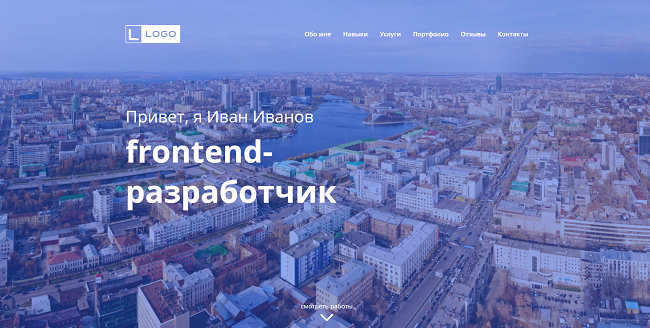 L LOGO
Обо мне Навыки Услуги Портфолио Отзывы Контакты
Привет, я Иван Иванов
frontend-
разработчик
смотреть работы